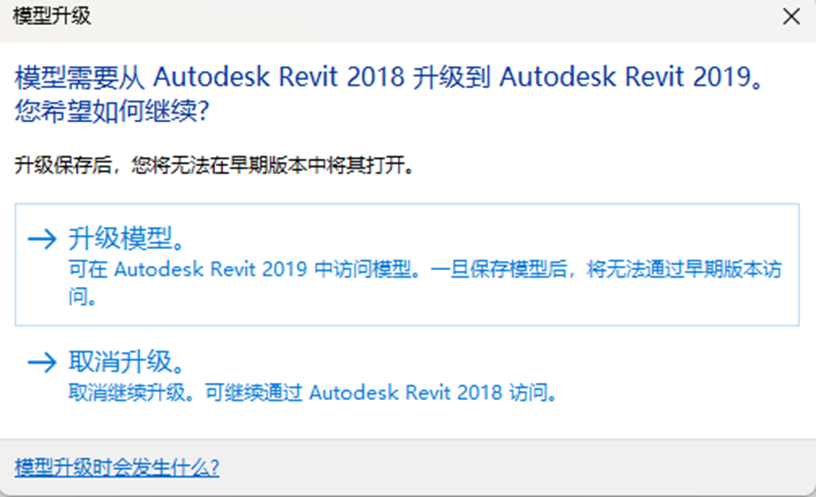 模型升级
模型需要从 Autodesk Revit 2018 升级到 Autodesk Revit 2019。
您希望如何继续?
升级保存后，您将无法在早期版本中将其打开。
→ 升级模型。
可在 Autodesk Revit 2019 中访问模型。一旦保存模型后，将无法通过早期版本访
问。
→ 取消升级。
取消继续升级。可继续通过 Autodesk Revit 2018 访问。
模型升级时会发生什么?